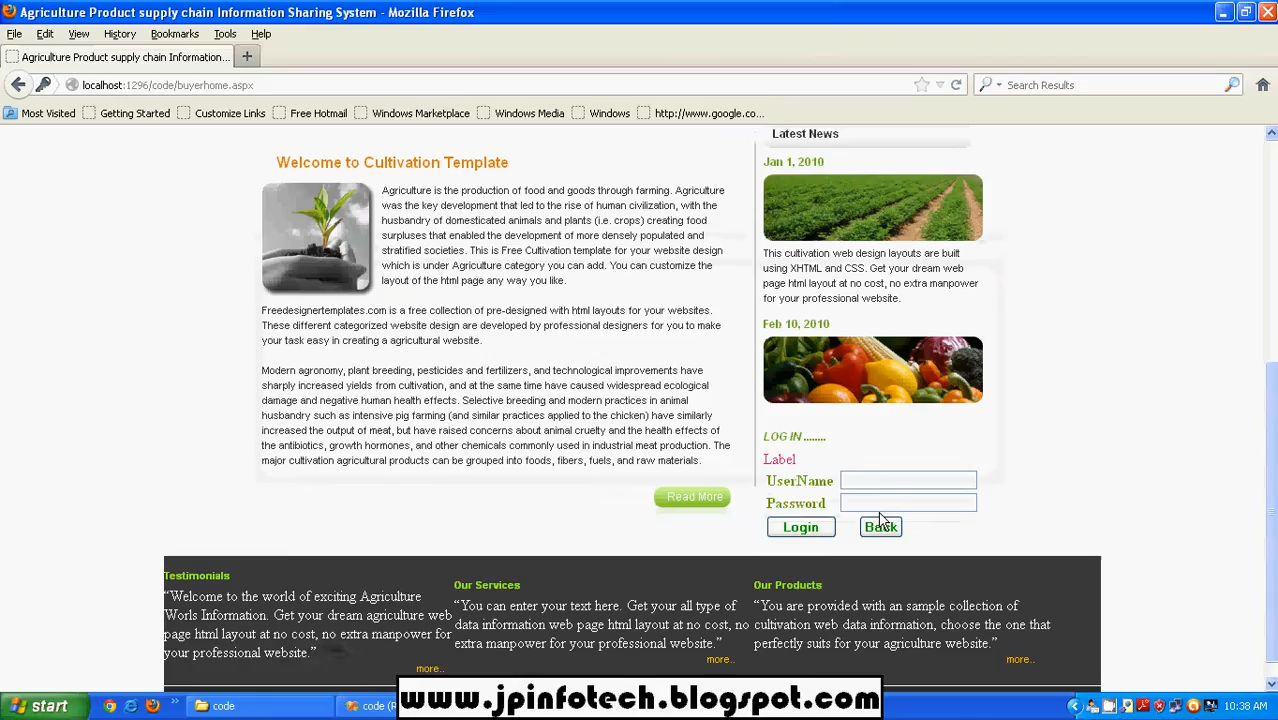 Agriculture Product supply chain Information Sharing System - Mozilla Firefox
File Edit View History Bookmarks Tools Help
Agriculture Product supply chain Information...
localhost:1296/code/buyerhome.aspx
Search Results
Most Visited Getting Started Customize Links Free Hotmail Windows Marketplace Windows Media Windows http://www.google.co...
Latest News
Welcome to Cultivation Template
Jan 1, 2010
Agriculture is the production of food and goods through farming. Agriculture
was the key development that led to the rise of human civilization, with the
husbandry of domesticated animals and plants (i.e. crops) creating food
surpluses that enabled the development of more densely populated and
stratified societies. This is Free Cultivation template for your website design
which is under Agriculture category you can add. You can customize the
layout of the html page any way you like.
Freedesignertemplates.com is a free collection of pre-designed with html layouts for your websites.
These different categorized website design are developed by professional designers for you to make
your task easy in creating a agricultural website.
Modern agronomy, plant breeding, pesticides and fertilizers, and technological improvements have
sharply increased yields from cultivation, and at the same time have caused widespread ecological
damage and negative human health effects. Selective breeding and modern practices in animal
husbandry such as intensive pig farming (and similar practices applied to the chicken) have similarly
increased the output of meat, but have raised concerns about animal cruelty and the health effects of
the antibiotics, growth hormones, and other chemicals commonly used in industrial meat production. The
major cultivation agricultural products can be grouped into foods, fibers, fuels, and raw materials.
Read More
This cultivation web design layouts are built
using XHTML and CSS. Get your dream web
page html layout at no cost, no extra manpower
for your professional website.
Feb 10, 2010
LOG IN ........
Label
UserName
Password
Login Back
Testimonials
“Welcome to the world of exciting Agriculture
Worls Information. Get your dream agriculture web
page html layout at no cost, no extra manpower for
your professional website.”
more..
Our Services
“You can enter your text here. Get your all type of
data information web page html layout at no cost, no
extra manpower for your professional website.”
more..
Our Products
“You are provided with an sample collection of
cultivation web data information, choose the one that
perfectly suits for your agriculture website.”
more..
www.jpinfotech.blogspot.com
start
code
code (R
10:38 AM